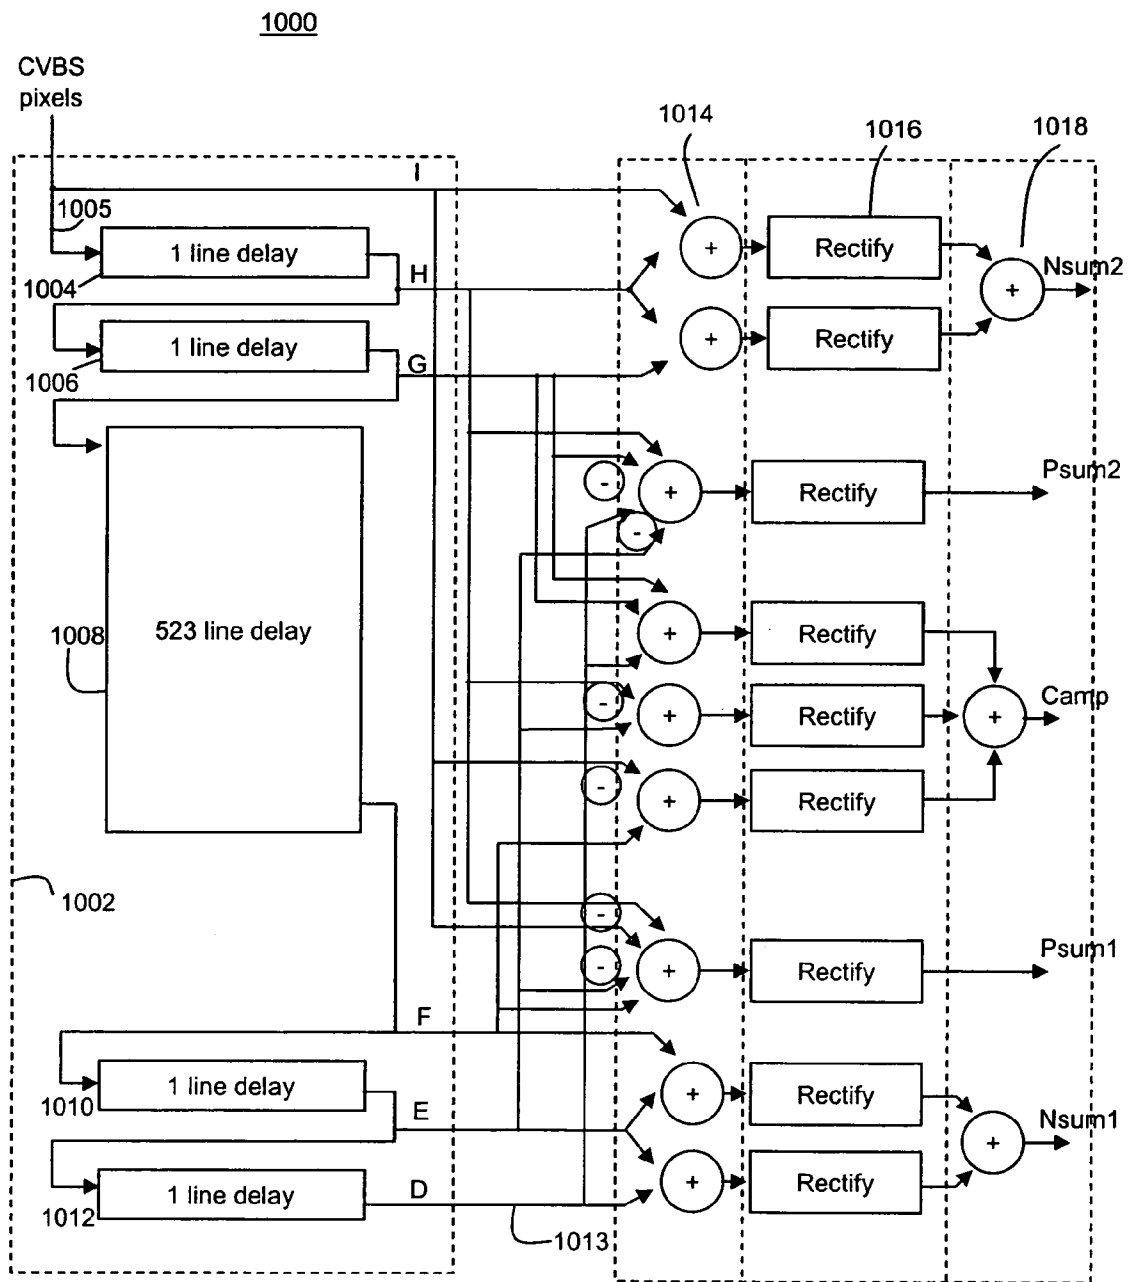 1000
CVBS
pixels
1014
1016
1018
I
1005
1 line delay
+
Rectify
Nsum2
1004
H
+
1 line delay
+
Rectify
1006
G
-
+
Rectify
Psum2
-
1008
523 line delay
+
Rectify
-
+
Rectify
+
Camp
-
+
Rectify
1002
-
-
+
Rectify
Psum1
F
1 line delay
+
Rectify
1010
E
+
Nsum1
1 line delay
D
+
Rectify
1012
1013